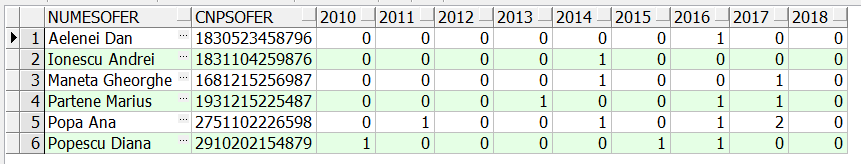 NUMESOFER CNPSOFER 2010 2011 2012 2013 2014 2015 2016 2017 2018
1 Aelenei Dan ... 1830523458796 0 0 0 0 0 0 1 0 0
2 Ionescu Andrei ... 1831104259876 0 0 0 0 1 0 0 0 0
3 Maneta Gheorghe ... 1681215256987 0 0 0 0 1 0 0 1 0
4 Partene Marius ... 1931215225487 0 0 0 1 0 0 1 1 0
5 Popa Ana ... 2751102226598 0 1 0 0 1 0 1 2 0
6 Popescu Diana ... 2910202154879 1 0 0 0 0 1 1 0 0